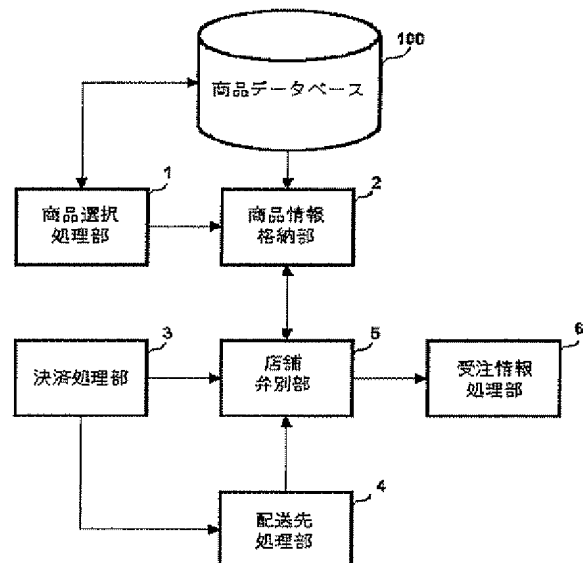 100
商品データベース
1
商品選択
処理部
2
商品情報
格納部
3
決済処理部
5
店舗
弁別部
6
受注情報
処理部
4
配送先
処理部